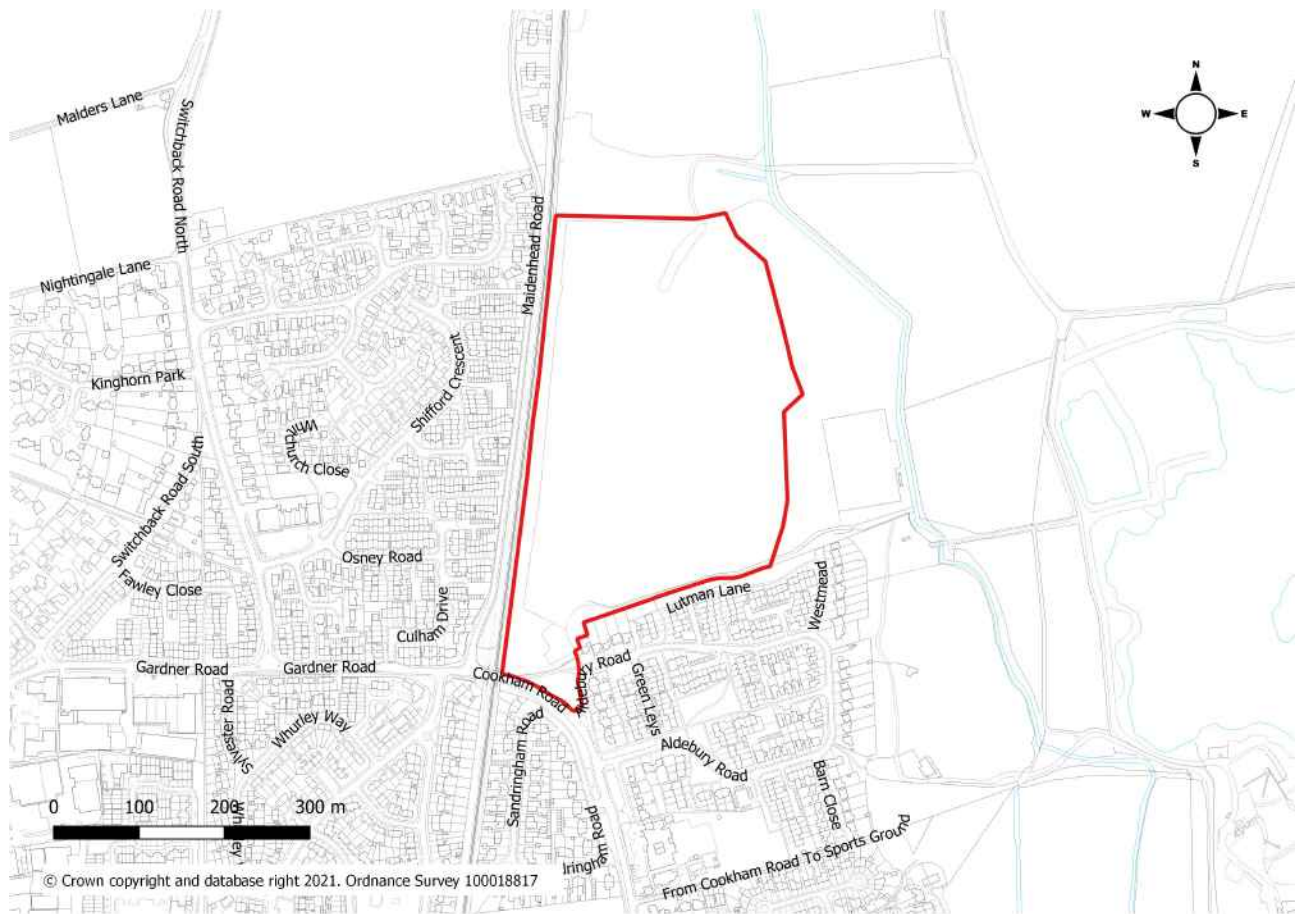 Malders Lane
Switchback Road North
N
W
E
S
Nightingale Lane
Maidenhead Road
Kinghorn Park
Shifford Crescent
Whitchurch Close
Switchback Road South
Osney Road
Fawley Close
Culham Drive
Lutman Lane
Westmead
Gardner Road
Gardner Road
Cookham Road
Aldebury Road
Green Leys
Sylvester Road
Whurley Way
Sandringham Road
Aldebury Road
Barn Close
0 100 200 300 m
From Cookham Road To Sports Ground
© Crown copyright and database right 2021. Ordnance Survey 100018817